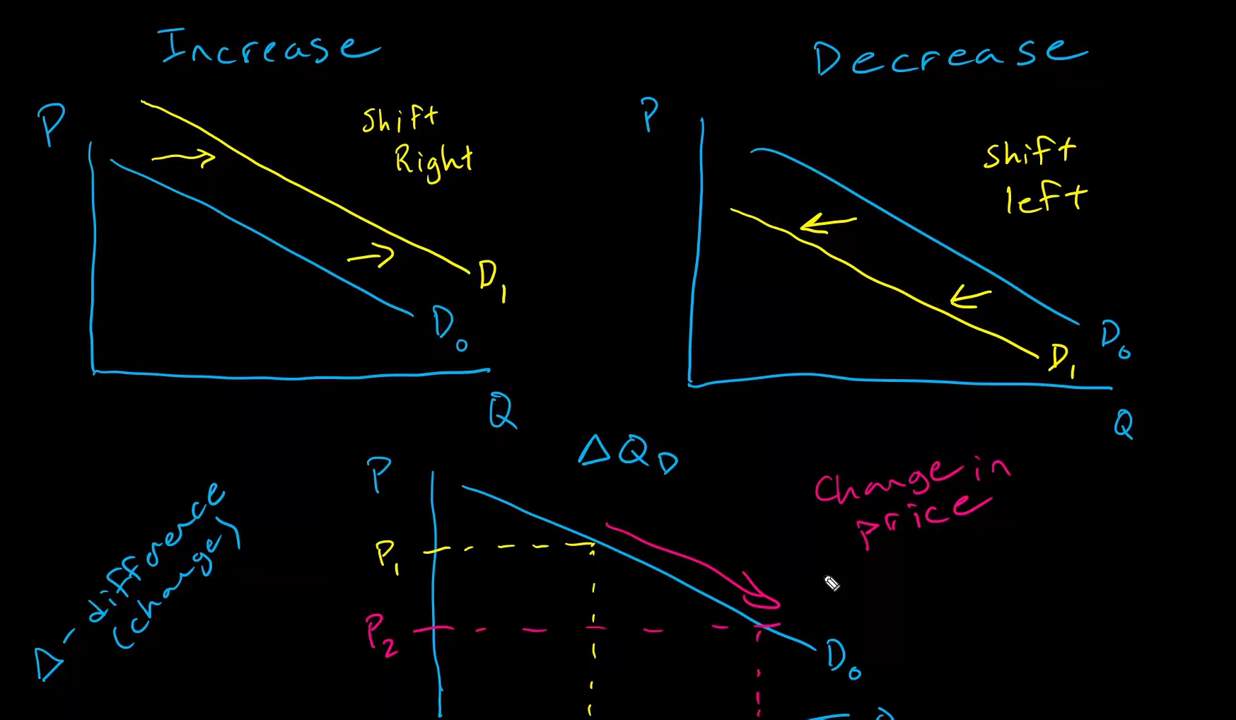 Increase
Decrease
P
Shift
Right
D1
D0
Q
P
Shift
left
D0
D1
Q
ΔQD
P
Change in
price
P1
P2
D0
Δ - difference
(change)